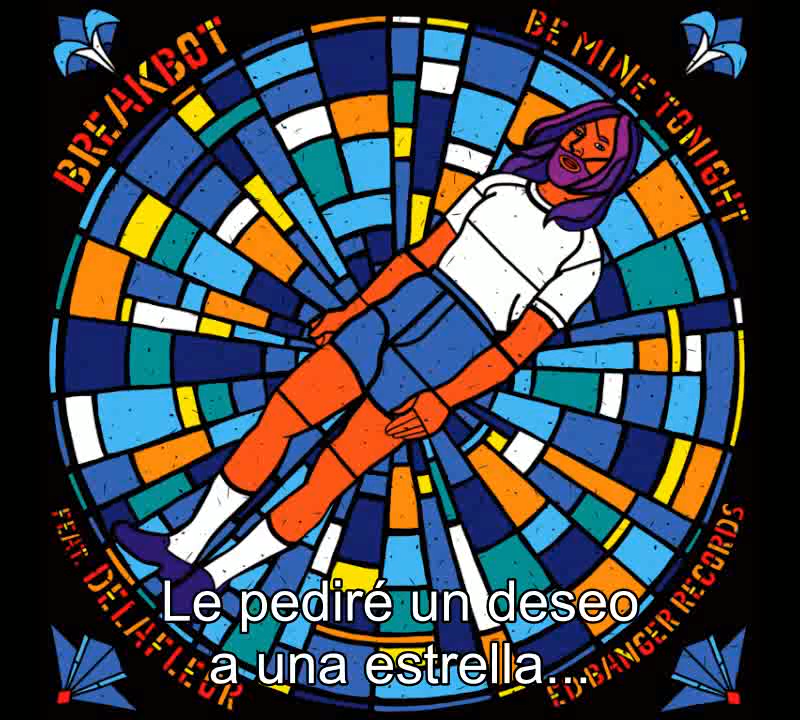 BREAKBOT
BE MINE TONIGHT
FEAT. DELAFLEUR
ED BANGER RECORDS
Le pediré un deseo
a una estrella...